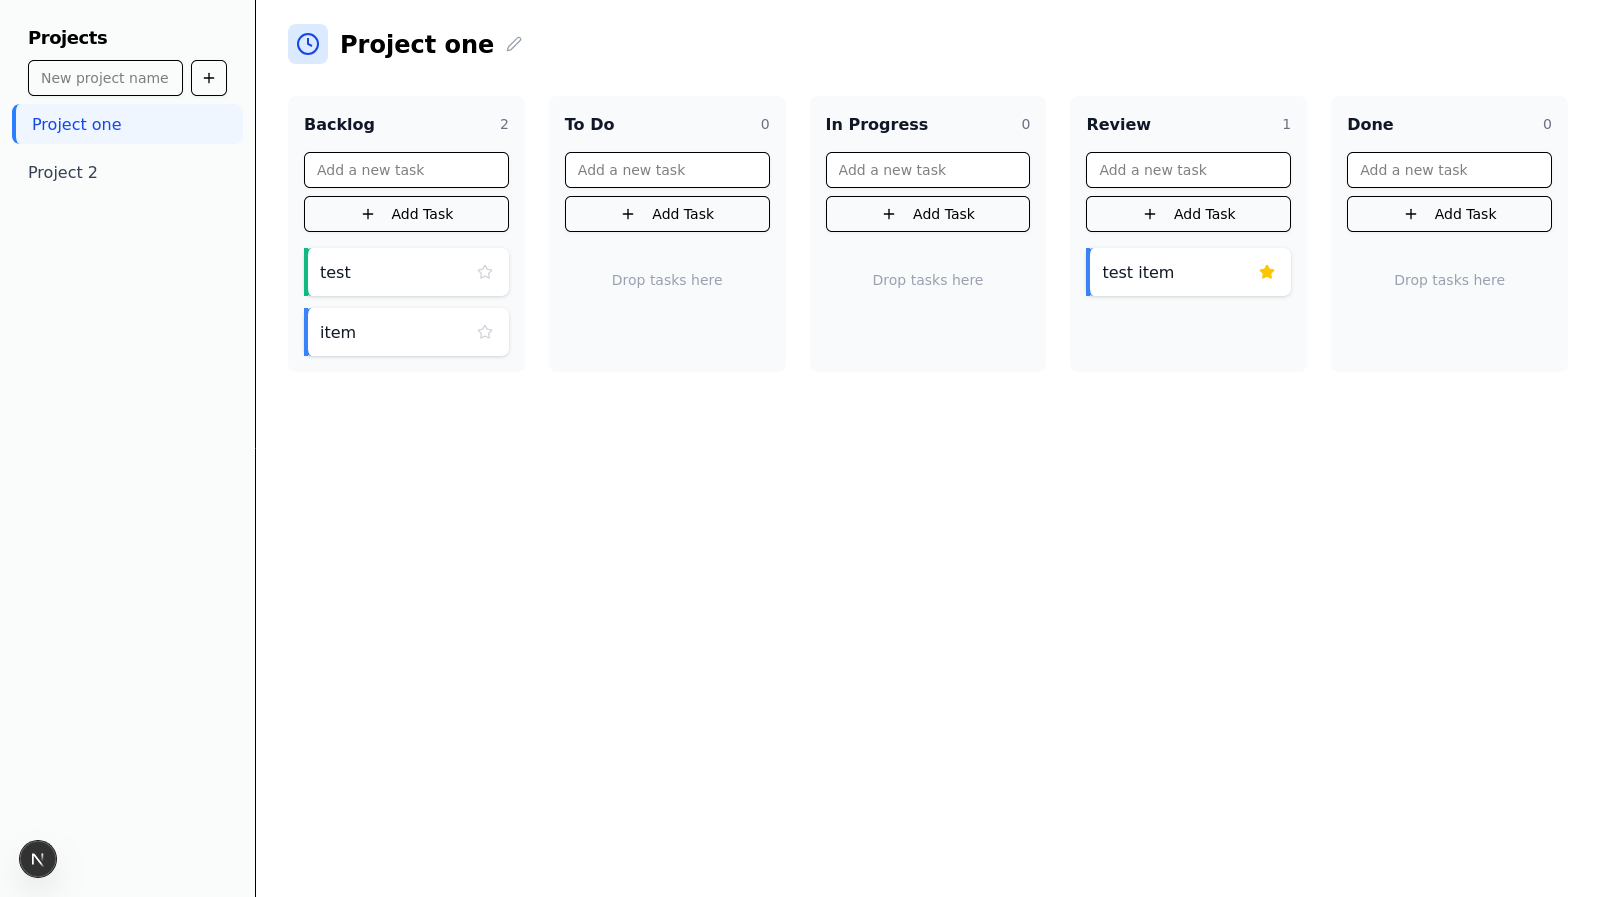 Projects
New project name
Project one
Project 2
N
Project one
Backlog 2
Add a new task
Add Task
test
item
To Do 0
Add a new task
Add Task
Drop tasks here
In Progress 0
Add a new task
Add Task
Drop tasks here
Review 1
Add a new task
Add Task
test item
Done 0
Add a new task
Add Task
Drop tasks here